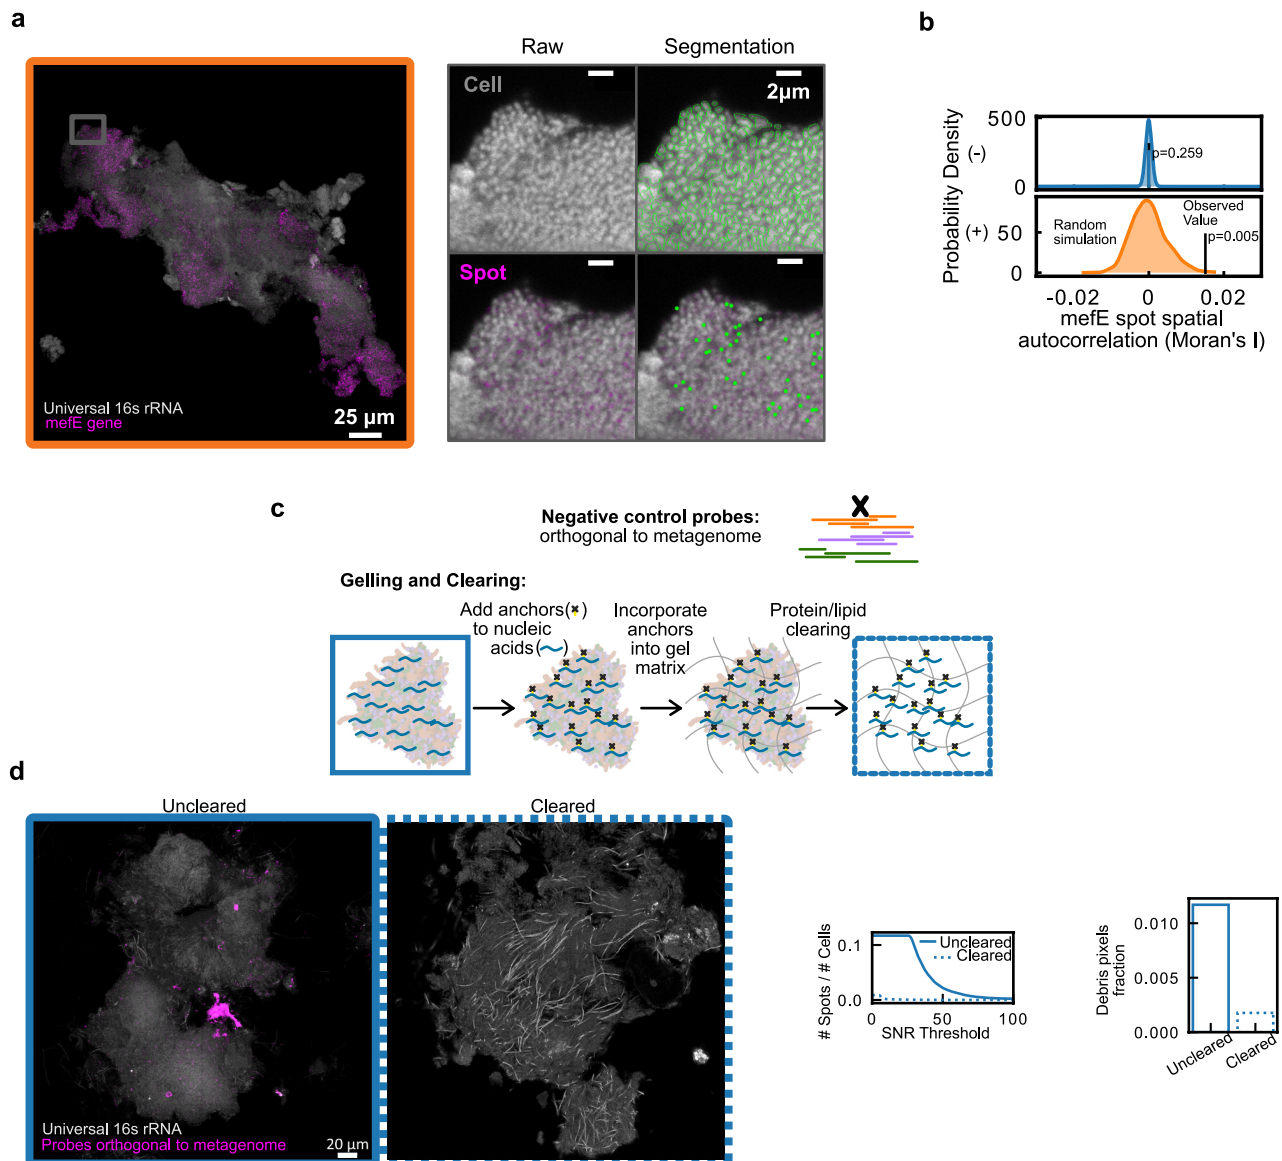 a
Raw
Segmentation
Cell
2µm
Spot
Universal 16s rRNA
mefE gene
25 µm
b
Probability Density
500
(-)
0
p=0.259
50
(+)
0
Random
simulation
Observed
Value
p=0.005
-0.02
0
0.02
mefE spot spatial
autocorrelation (Moran's I)
c
Negative control probes:
orthogonal to metagenome
X
Gelling and Clearing:
Add anchors(x)
to nucleic
acids( )
Incorporate
anchors
into gel
matrix
Protein/lipid
clearing
d
Uncleared
Cleared
Universal 16s rRNA
Probes orthogonal to metagenome
20 µm
# Spots / # Cells
0.1
0.0
Uncleared
Cleared
0
50
100
SNR Threshold
Debris pixels
fraction
0.010
0.005
0.000
Uncleared
Cleared